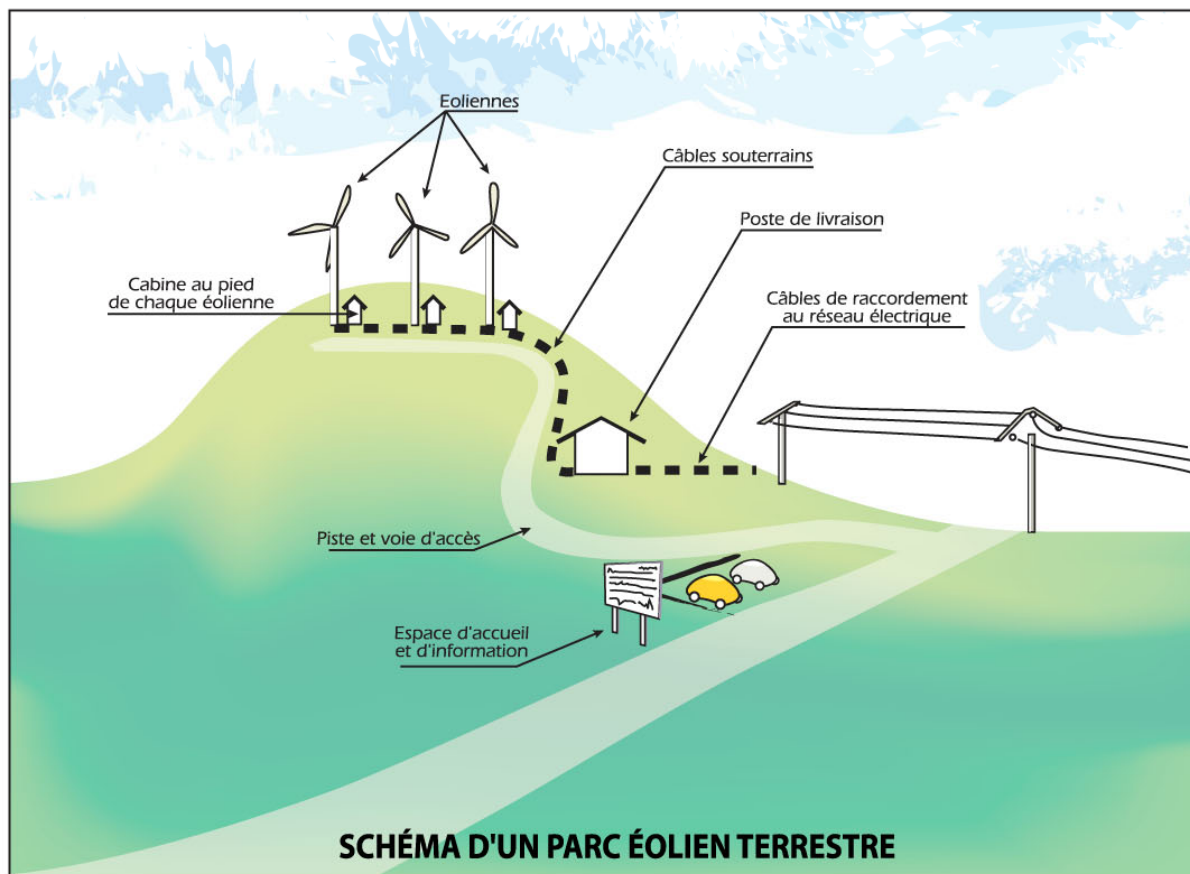 Eoliennes
Câbles souterrains
Poste de livraison
Cabine au pied
de chaque éolienne
Câbles de raccordement
au réseau électrique
Piste et voie d'accès
Espace d'accueil
et d'information
SCHÉMA D'UN PARC ÉOLIEN TERRESTRE